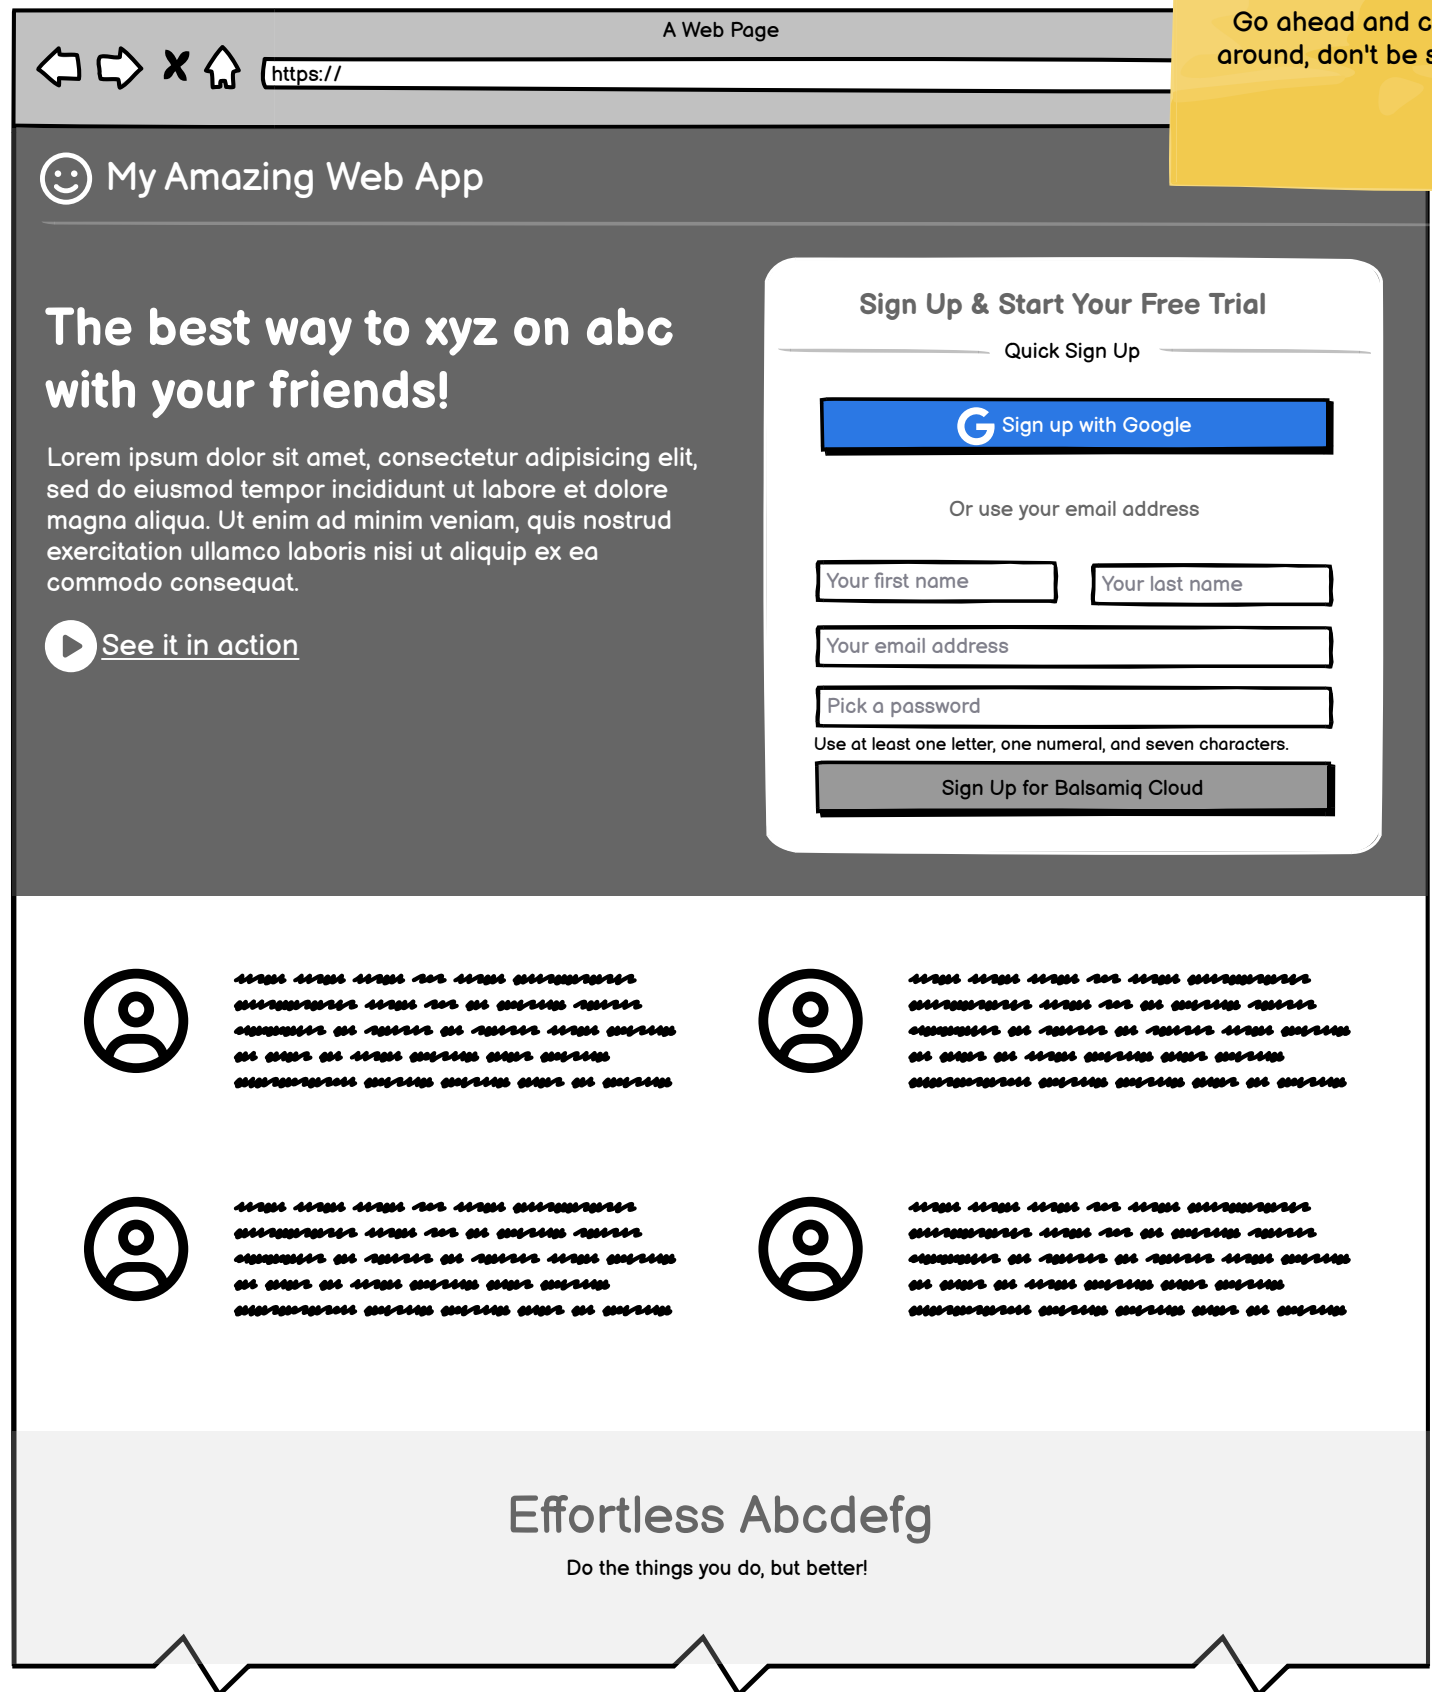 A Web Page
https://
Go ahead and
around, don't be
My Amazing Web App
The best way to xyz on abc
with your friends!
Lorem ipsum dolor sit amet, consectetur adipisicing elit,
sed do eiusmod tempor incididunt ut labore et dolore
magna aliqua. Ut enim ad minim veniam, quis nostrud
exercitation ullamco laboris nisi ut aliquip ex ea
commodo consequat.
See it in action
Sign Up & Start Your Free Trial
Quick Sign Up
Sign up with Google
Or use your email address
Your first name
Your last name
Your email address
Pick a password
Use at least one letter, one numeral, and seven characters.
Sign Up for Balsamiq Cloud
Effortless Abcdefg
Do the things you do, but better!